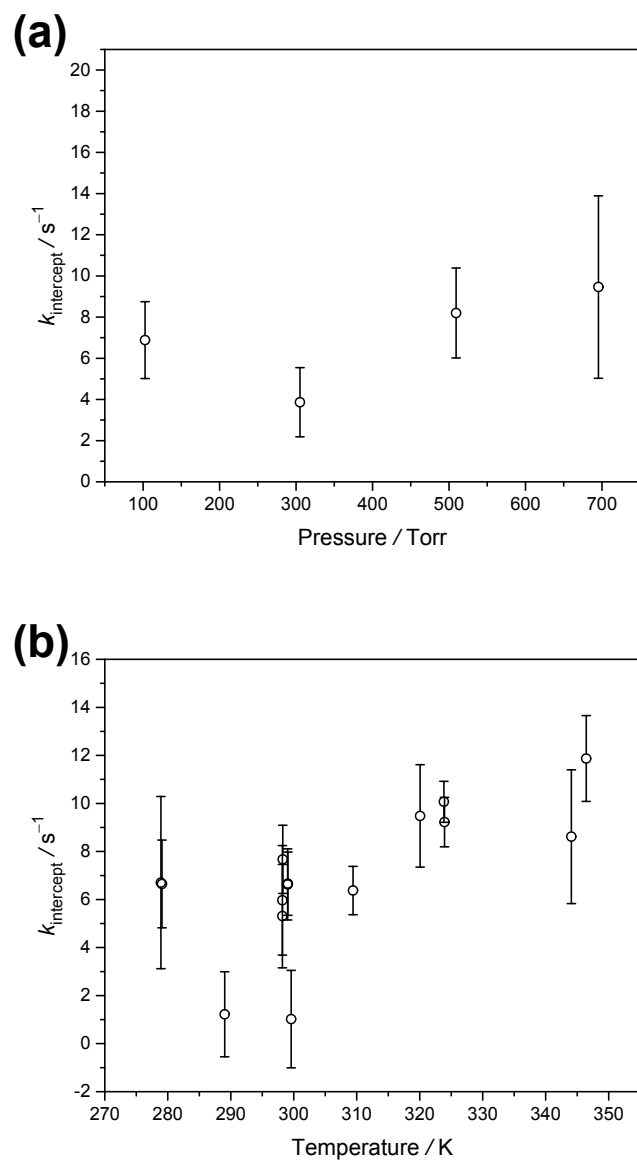 (a)
20
18
16
14
12
10
8
6
4
2
0
k_intercept / s⁻¹
100 200 300 400 500 600 700
Pressure / Torr
(b)
16
14
12
10
8
6
4
2
0
-2
k_intercept / s⁻¹
270 280 290 300 310 320 330 340 350
Temperature / K